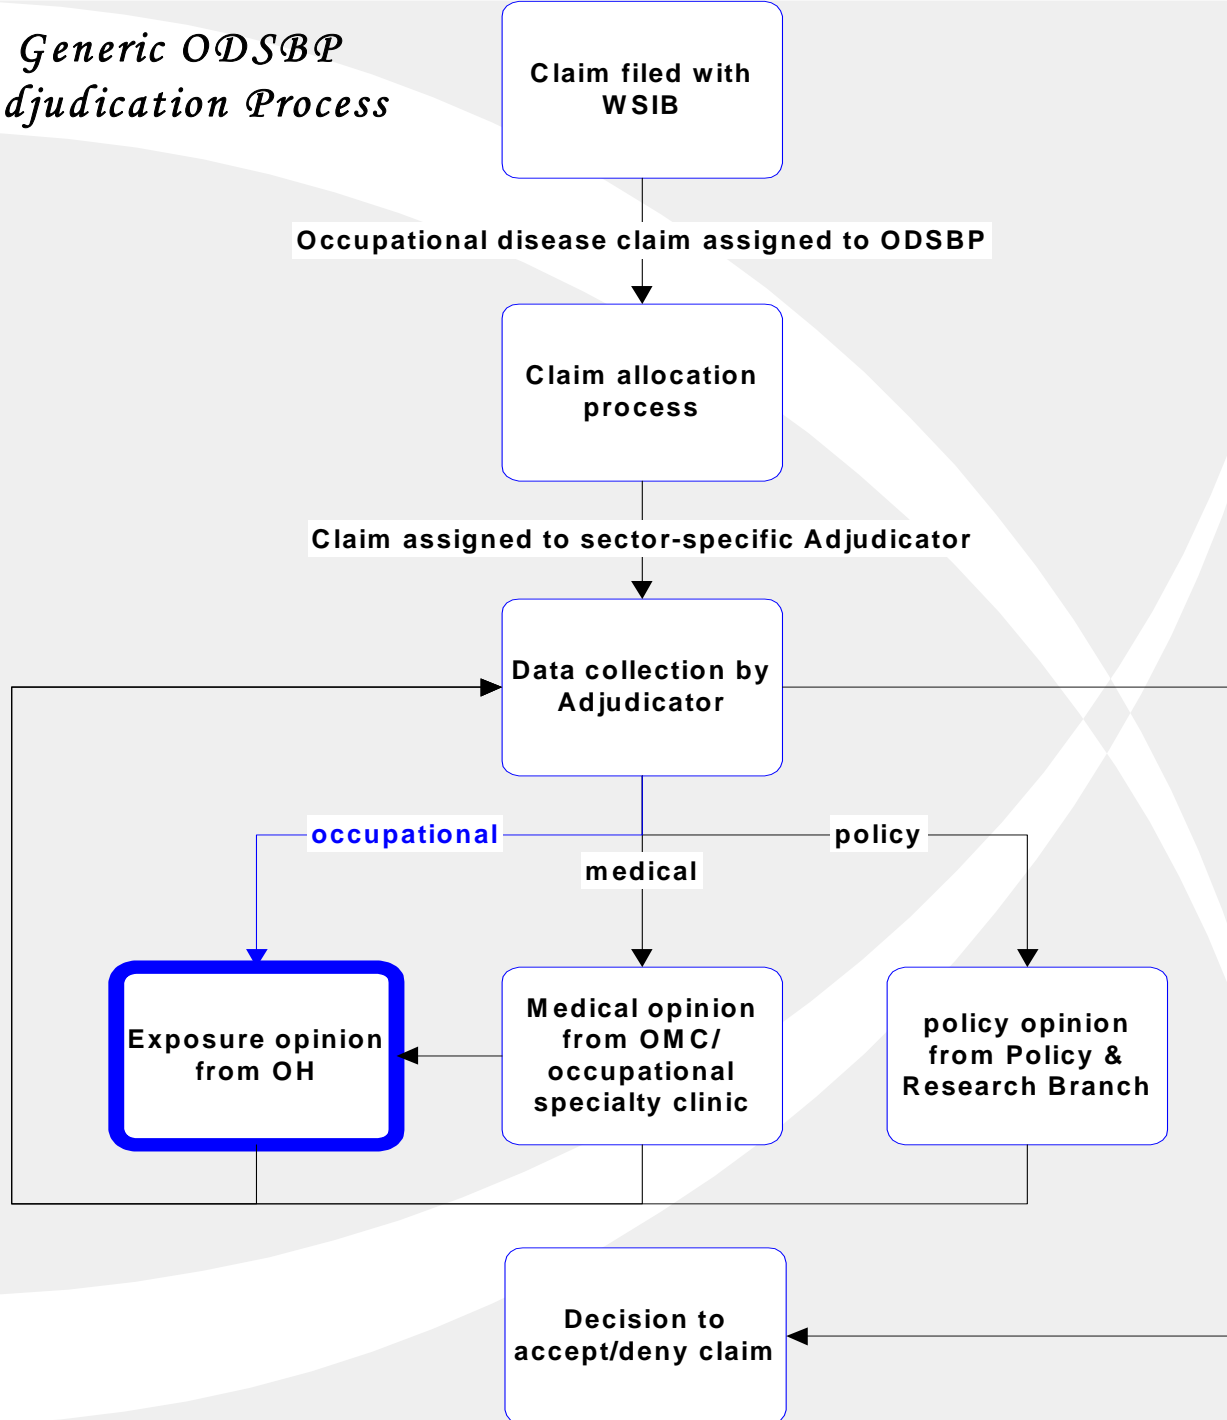 Generic ODSBP
djudication Process
Claim filed with
WSIB
Occupational disease claim assigned to ODSBP
Claim allocation
process
Claim assigned to sector-specific Adjudicator
Data collection by
Adjudicator
occupational
policy
medical
Exposure opinion
from OH
Medical opinion
from OMC/
occupational
specialty clinic
policy opinion
from Policy &
Research Branch
Decision to
accept/deny claim